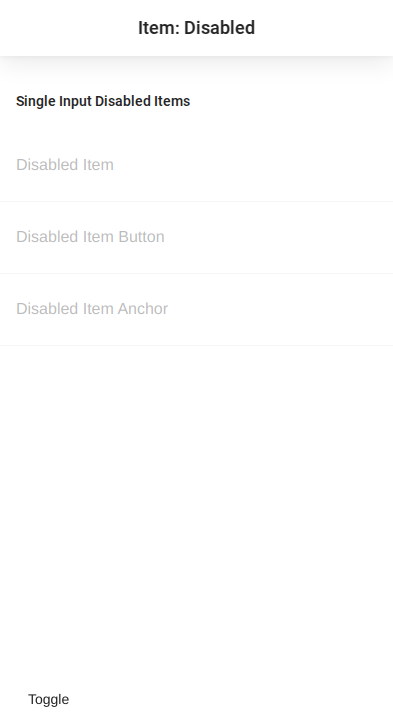 Item: Disabled
Single Input Disabled Items
Disabled Item
Disabled Item Button
Disabled Item Anchor
Toggle